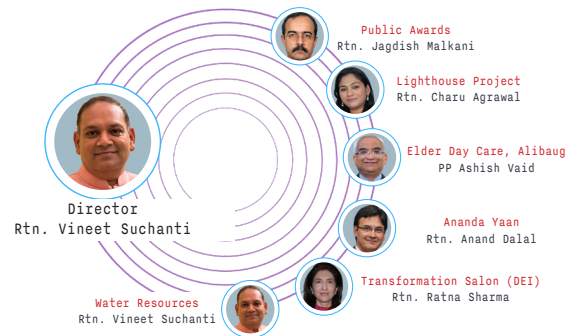 Public Awards
Rtn. Jagdish Malkani
Lighthouse Project
Rtn. Charu Agrawal
Elder Day Care, Alibaug
PP Ashish Vaid
Director
Rtn. Vineet Suchanti
Ananda Yaan
Rtn. Anand Dalal
Transformation Salon (DEI)
Rtn. Ratna Sharma
Water Resources
Rtn. Vineet Suchanti